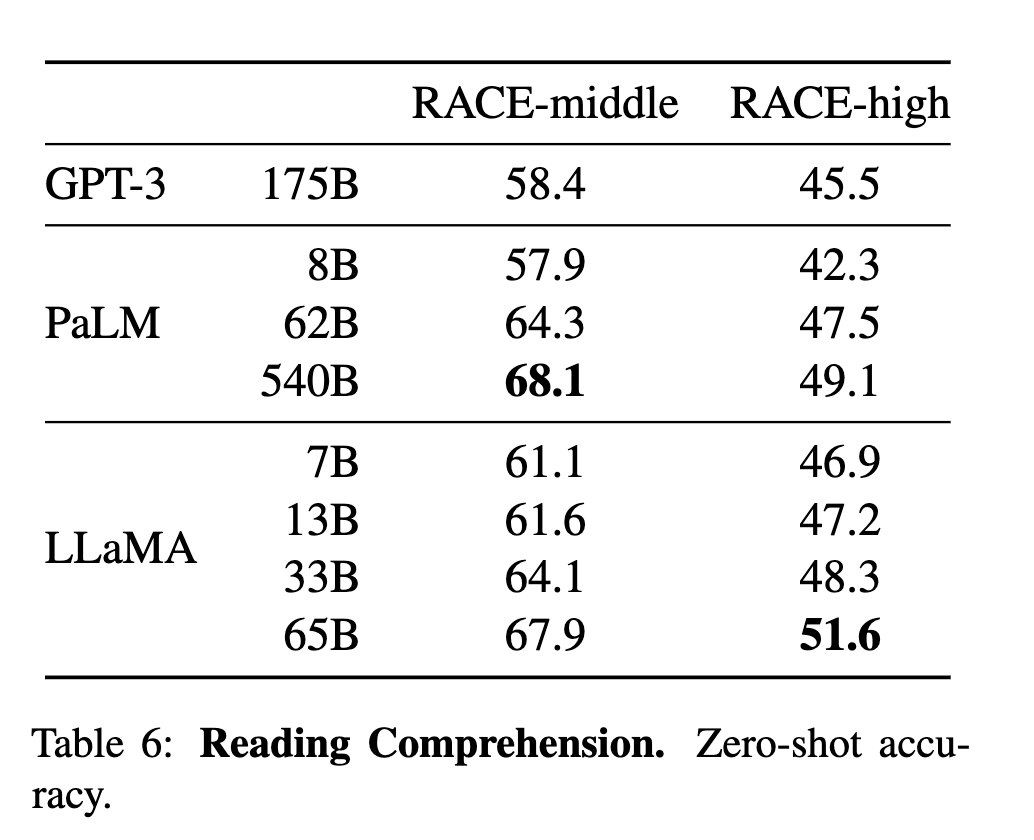 RACE-middle RACE-high
GPT-3 175B 58.4 45.5
8B 57.9 42.3
PaLM 62B 64.3 47.5
540B 68.1 49.1
7B 61.1 46.9
13B 61.6 47.2
LLaMA
33B 64.1 48.3
65B 67.9 51.6
Table 6: Reading Comprehension. Zero-shot accu-
racy.